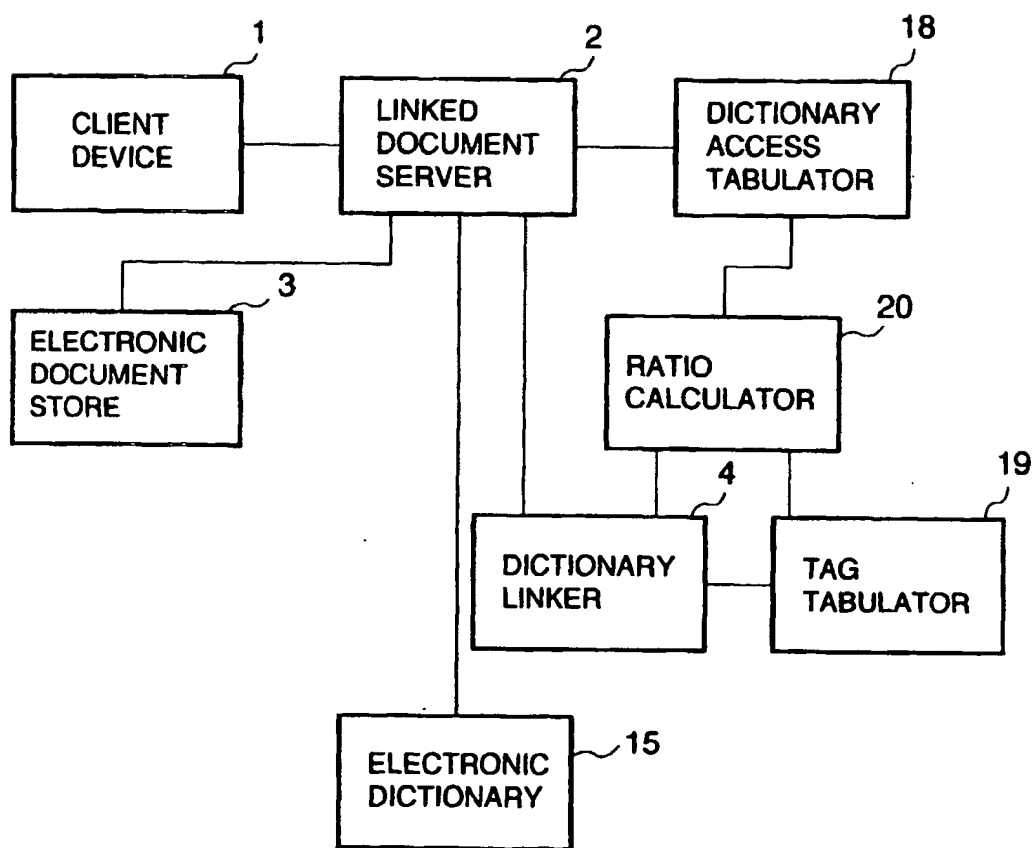 1
CLIENT
DEVICE
2
LINKED
DOCUMENT
SERVER
18
DICTIONARY
ACCESS
TABULATOR
3
ELECTRONIC
DOCUMENT
STORE
20
RATIO
CALCULATOR
4
DICTIONARY
LINKER
19
TAG
TABULATOR
15
ELECTRONIC
DICTIONARY